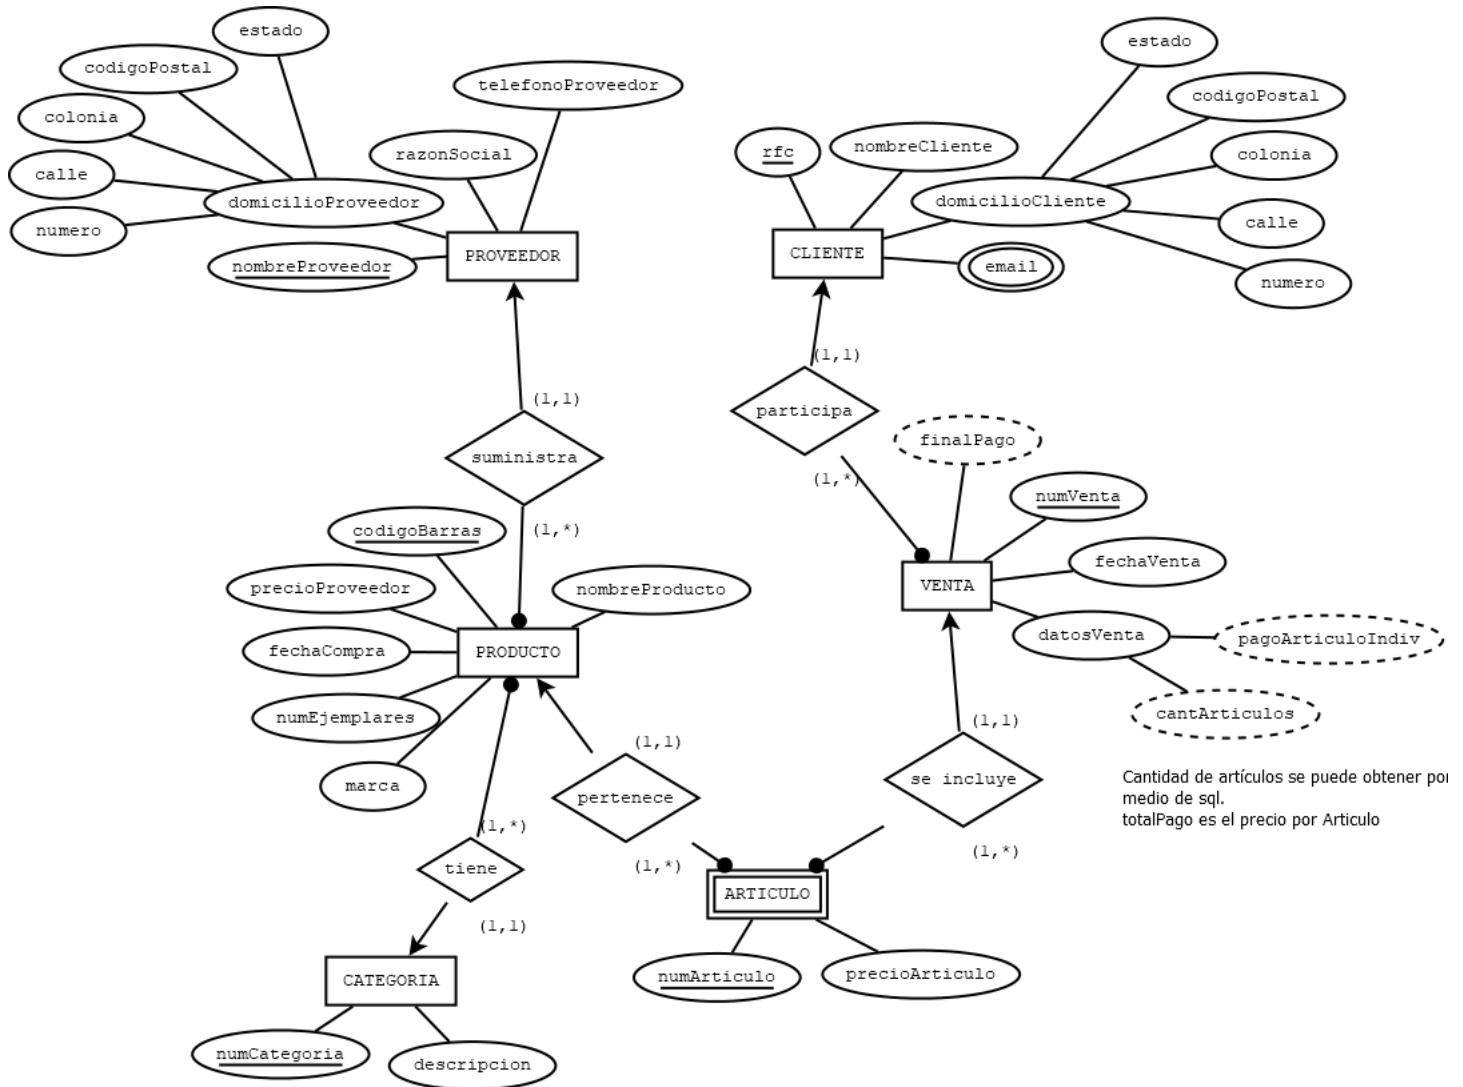 estado
codigoPostal
telefonoProveedor
colonia
razonSocial
calle
domicilioProveedor
numero
nombreProveedor
PROVEEDOR
estado
codigoPostal
rfc
nombreCliente
colonia
domicilioCliente
calle
CLIENTE
email
numero
(1,1)
suministra
(1,*)
(1,1)
participa
(1,*)
finalPago
numVenta
fechaVenta
VENTA
datosVenta
pagoArticuloIndiv
cantArticulos
codigoBarras
precioProveedor
nombreProducto
fechaCompra
PRODUCTO
numEjemplares
marca
(1,1)
pertenece
(1,*)
(1,1)
se incluye
(1,*)
Cantidad de artículos se puede obtener por
medio de sql.
totalPago es el precio por Articulo
(1,*)
tiene
(1,1)
ARTICULO
numArticulo
precioArticulo
CATEGORIA
numCategoria
descripcion